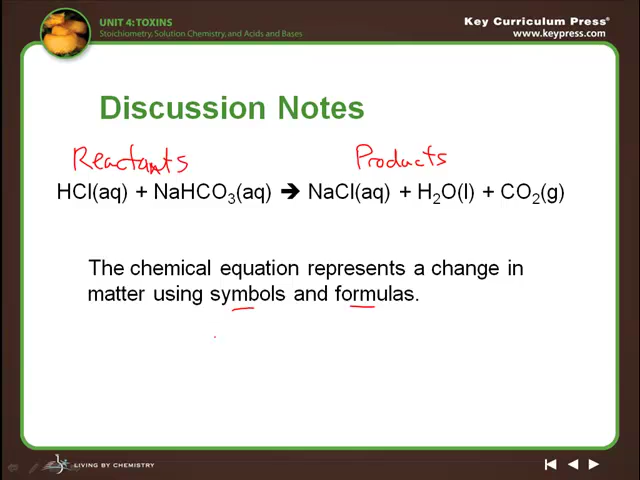 UNIT 4: TOXINS
Stoichiometry, Solution Chemistry, and Acids and Bases
Key Curriculum Press®
www.keypress.com
Discussion Notes
Reactants Products
HCl(aq) + NaHCO₃(aq) → NaCl(aq) + H₂O(l) + CO₂(g)
The chemical equation represents a change in
matter using symbols and formulas.
LIVING BY CHEMISTRY